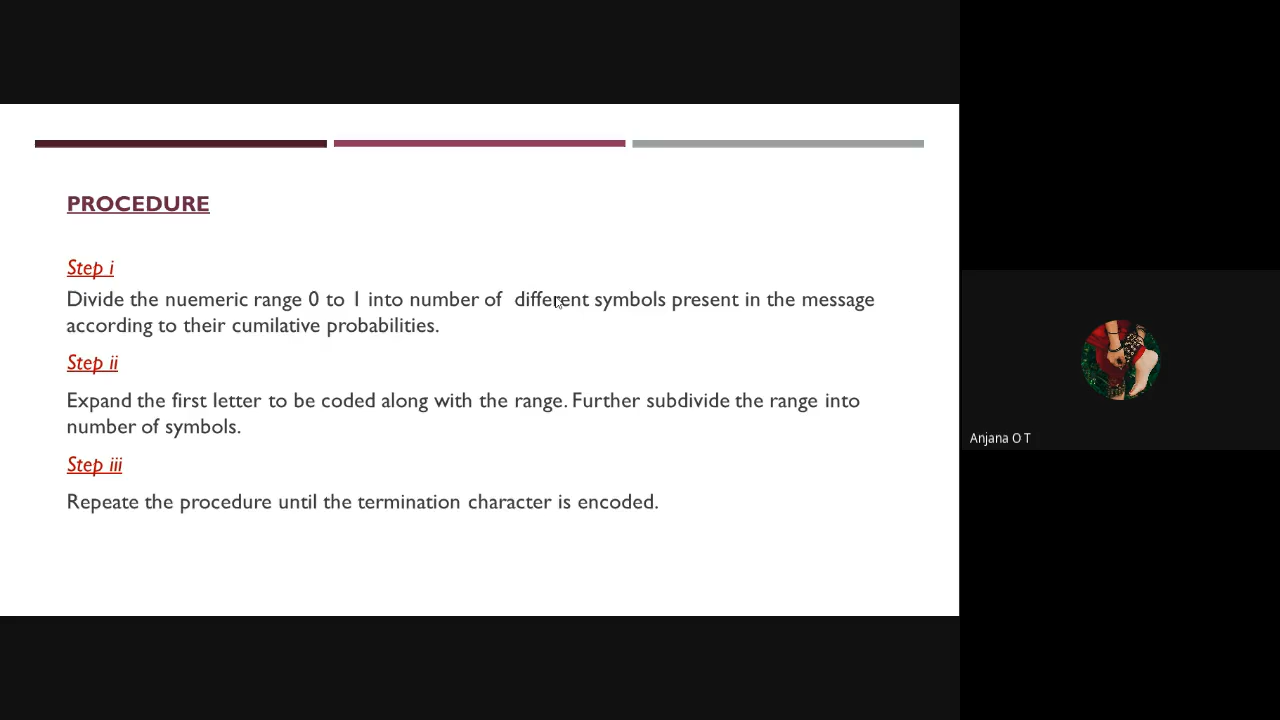 PROCEDURE
Step i
Divide the nuemeric range 0 to 1 into number of different symbols present in the message
according to their cumilative probabilities.
Step ii
Expand the first letter to be coded along with the range. Further subdivide the range into
number of symbols.
Step iii
Repeate the procedure until the termination character is encoded.
Anjana O T